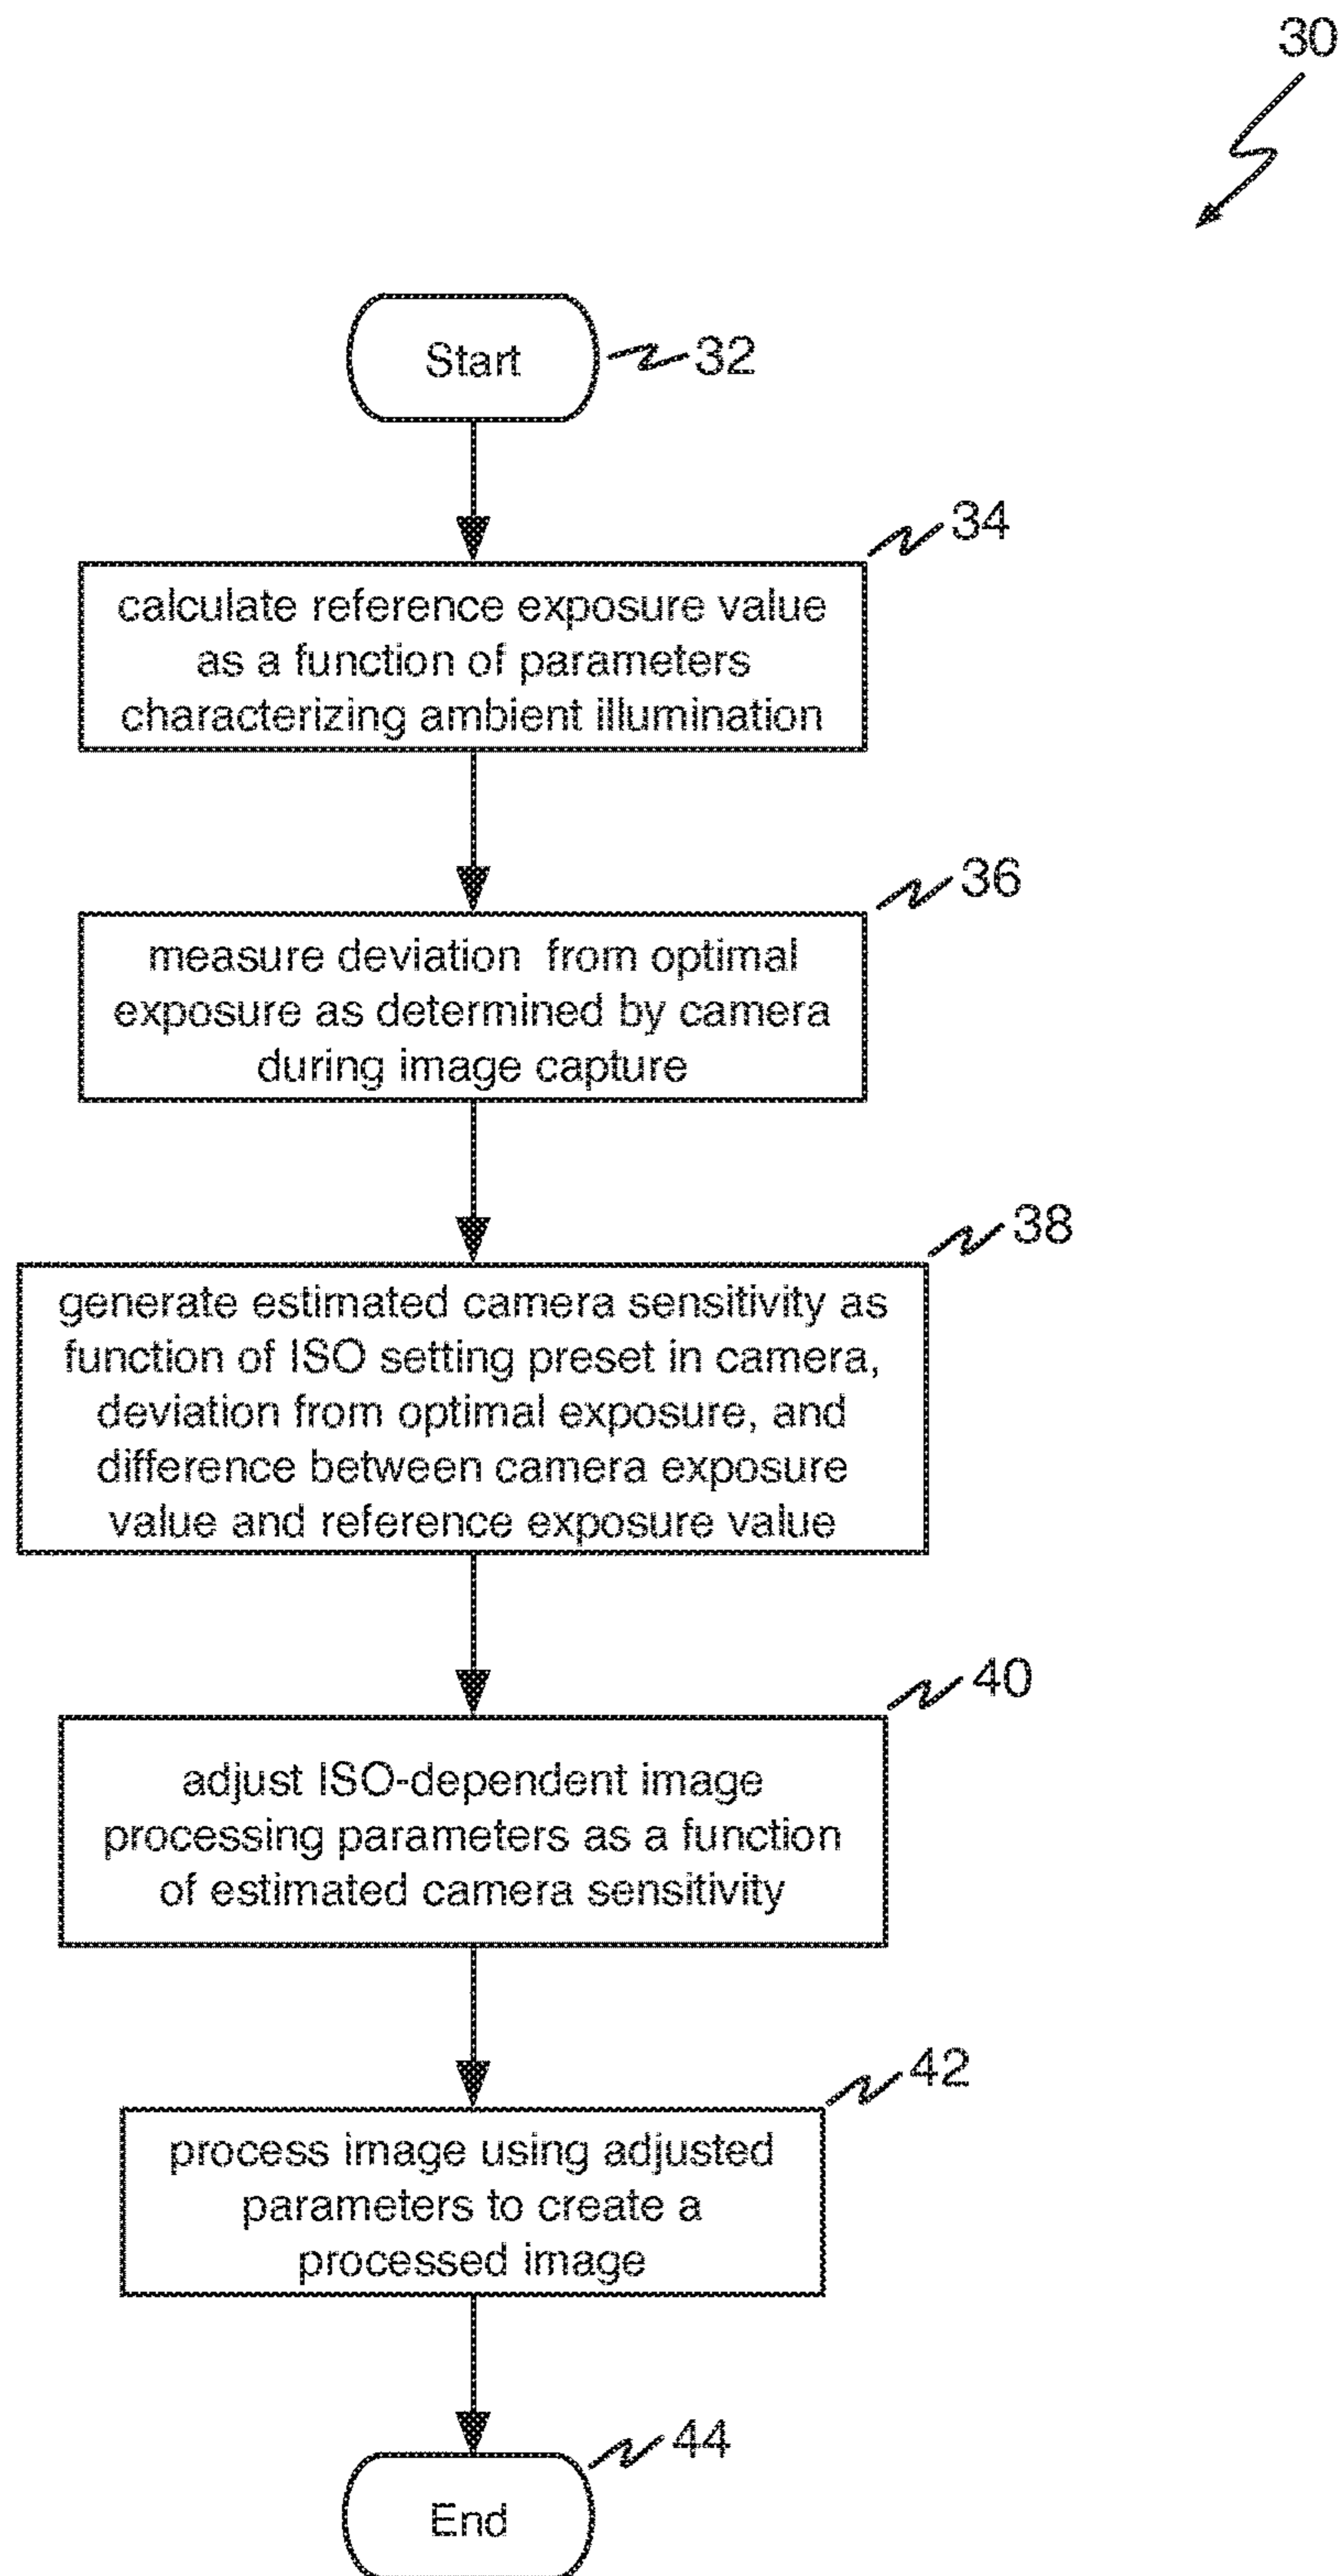 30
Start
32
34
calculate reference exposure value
as a function of parameters
characterizing ambient illumination
36
measure deviation from optimal
exposure as determined by camera
during image capture
38
generate estimated camera sensitivity as
function of ISO setting preset in camera,
deviation from optimal exposure, and
difference between camera exposure
value and reference exposure value
40
adjust ISO-dependent image
processing parameters as a function
of estimated camera sensitivity
42
process image using adjusted
parameters to create a
processed image
44
End